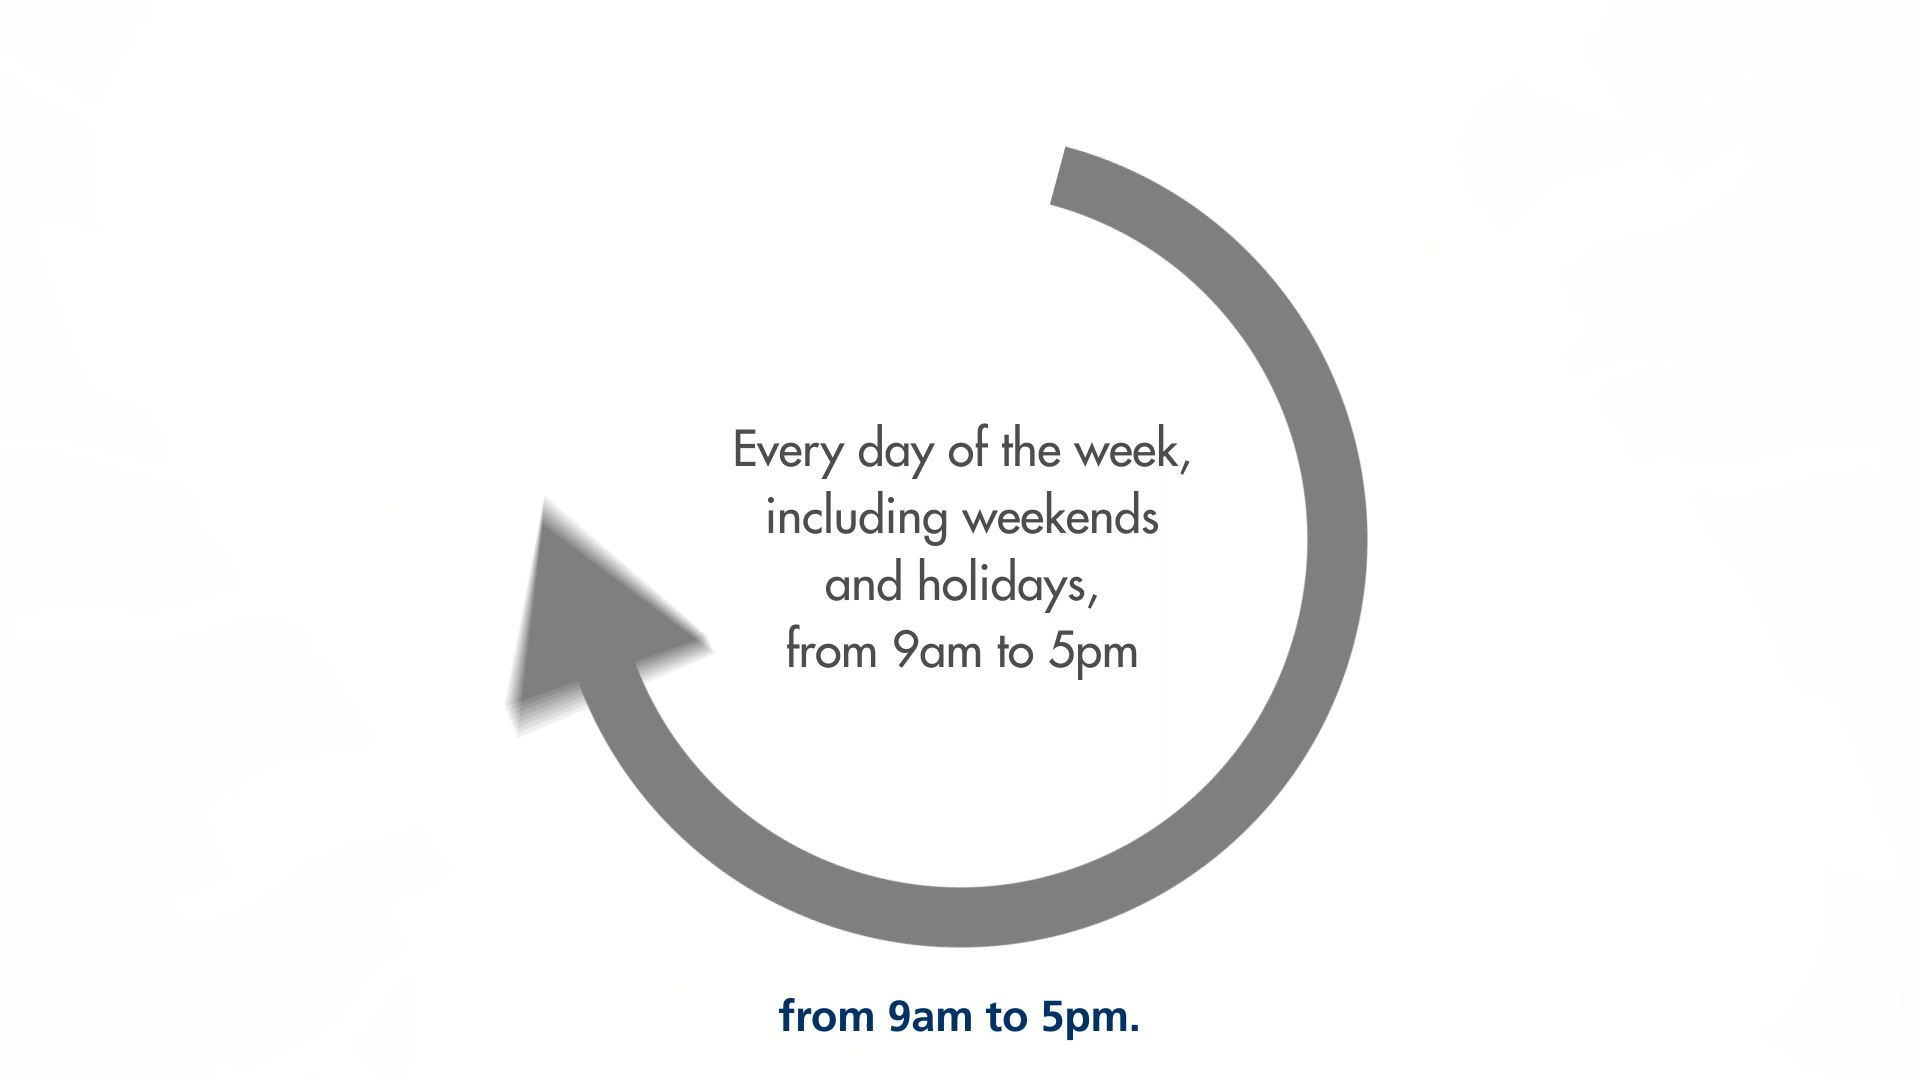 Every day of the week,
including weekends
and holidays,
from 9am to 5pm
from 9am to 5pm.